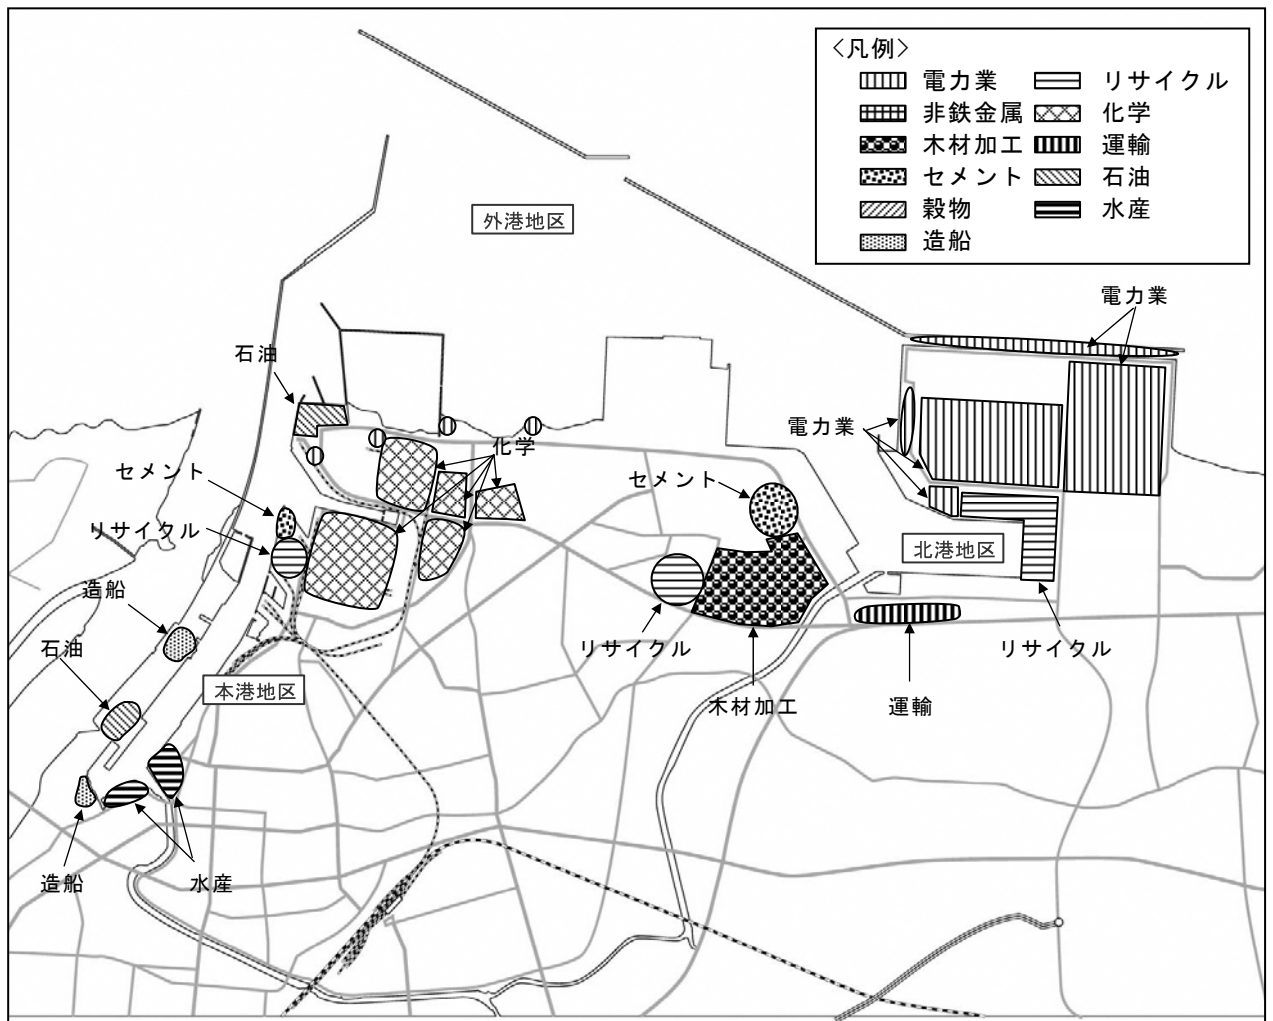 <凡例>
電力業 リサイクル
非鉄金属 化学
木材加工 運輸
セメント 石油
穀物 水産
造船
外港地区
電力業
石油
電力業
化学
セメント
セメント
リサイクル
北港地区
造船
石油
リサイクル
リサイクル
本港地区
木材加工
運輸
造船
水産